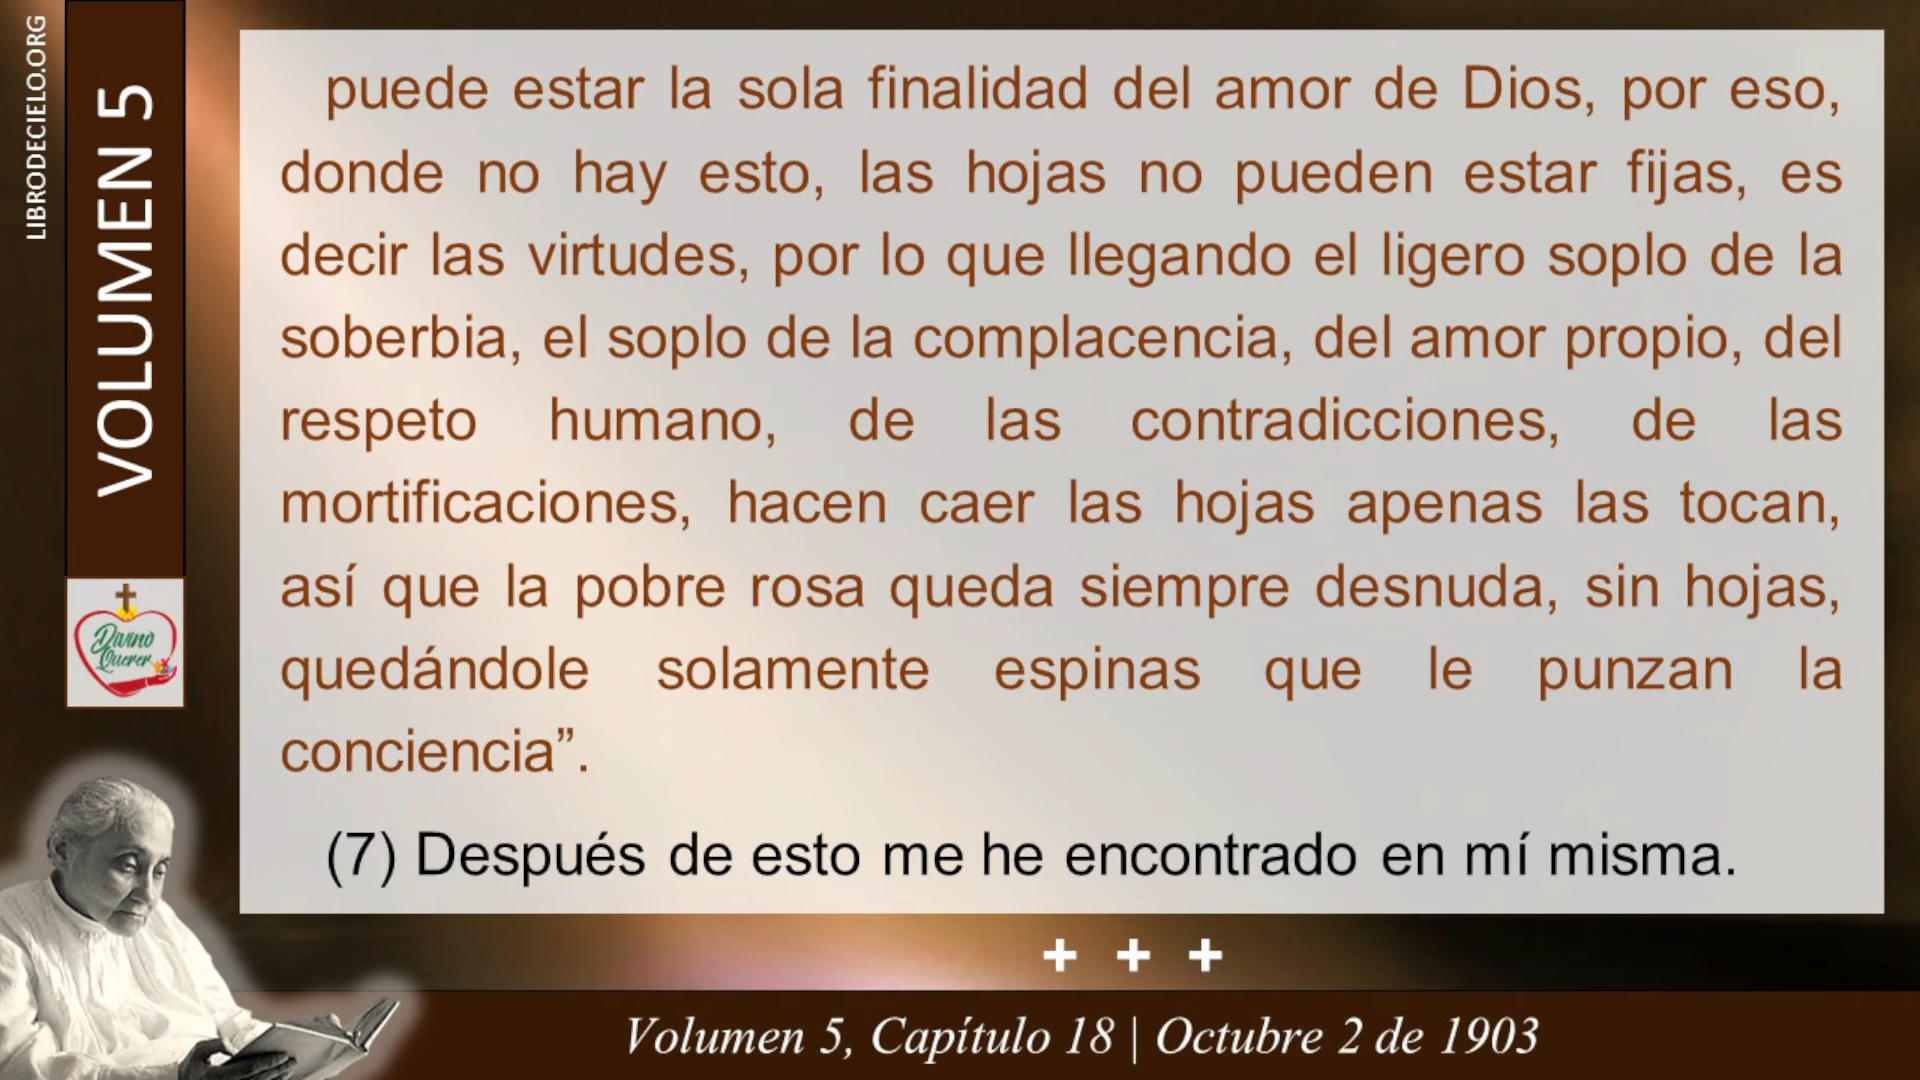 LIBRODECIELO.ORG
VOLUMEN 5
Divino
Querer
puede estar la sola finalidad del amor de Dios, por eso,
donde no hay esto, las hojas no pueden estar fijas, es
decir las virtudes, por lo que llegando el ligero soplo de la
soberbia, el soplo de la complacencia, del amor propio, del
respeto humano, de las contradicciones, de las
mortificaciones, hacen caer las hojas apenas las tocan,
así que la pobre rosa queda siempre desnuda, sin hojas,
quedándole solamente espinas que le punzan la
conciencia”.
(7) Después de esto me he encontrado en mí misma.
+ + +
Volumen 5, Capítulo 18 | Octubre 2 de 1903